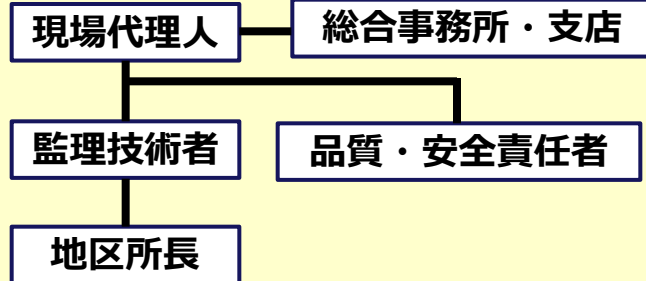 現場代理人
総合事務所・支店
監理技術者
品質・安全責任者
地区所長